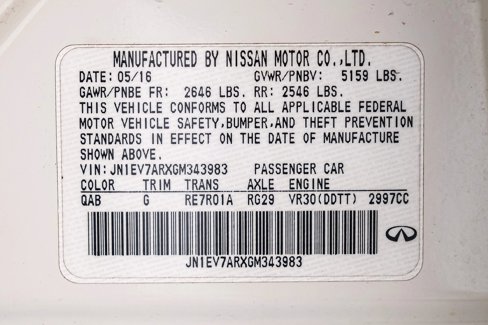 MANUFACTURED BY NISSAN MOTOR CO.,LTD.
DATE: 05/16 GVWR/PNBV: 5159 LBS.
GAWR/PNBE FR: 2646 LBS. RR: 2546 LBS.
THIS VEHICLE CONFORMS TO ALL APPLICABLE FEDERAL
MOTOR VEHICLE SAFETY,BUMPER,AND THEFT PREVENTION
STANDARDS IN EFFECT ON THE DATE OF MANUFACTURE
SHOWN ABOVE.
VIN: JN1EV7ARXGM343983 PASSENGER CAR
COLOR TRIM TRANS AXLE ENGINE
QAB G RE7R01A RG29 VR30(DDTT) 2997CC
JN1EV7ARXGM343983